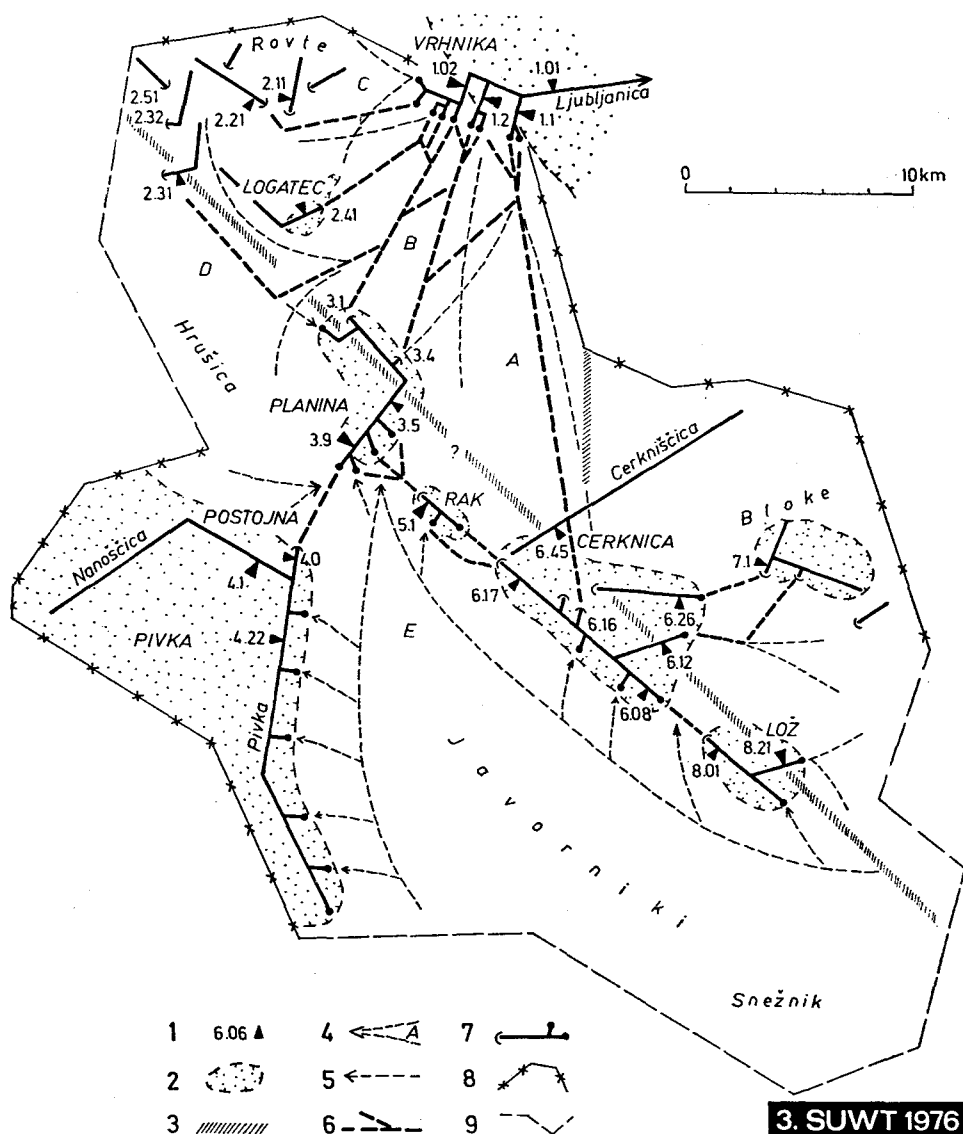 VRHNIKA
Rovte
1.02
1.01
2.11
C
Ljubljanica
2.51
2.32
2.21
1.2
1.1
0 10km
LOGATEC
2.31
2.41
B
D
3.1
Hrušica
3.4
A
PLANINA
3.5
3.9
?
Cerkniščica
RAK
Bloke
POSTOJNA
5.1
Nanoščica
4.0
6.45
CERKNICA
7.1
4.1
6.17
E
6.16
6.26
PIVKA
4.22
6.12
6.08
LOŽ
Pivka
8.21
8.01
Javorniki
Snežnik
1 6.06 4 A 7
2 5 8
3 6 9
3. SUWT 1976